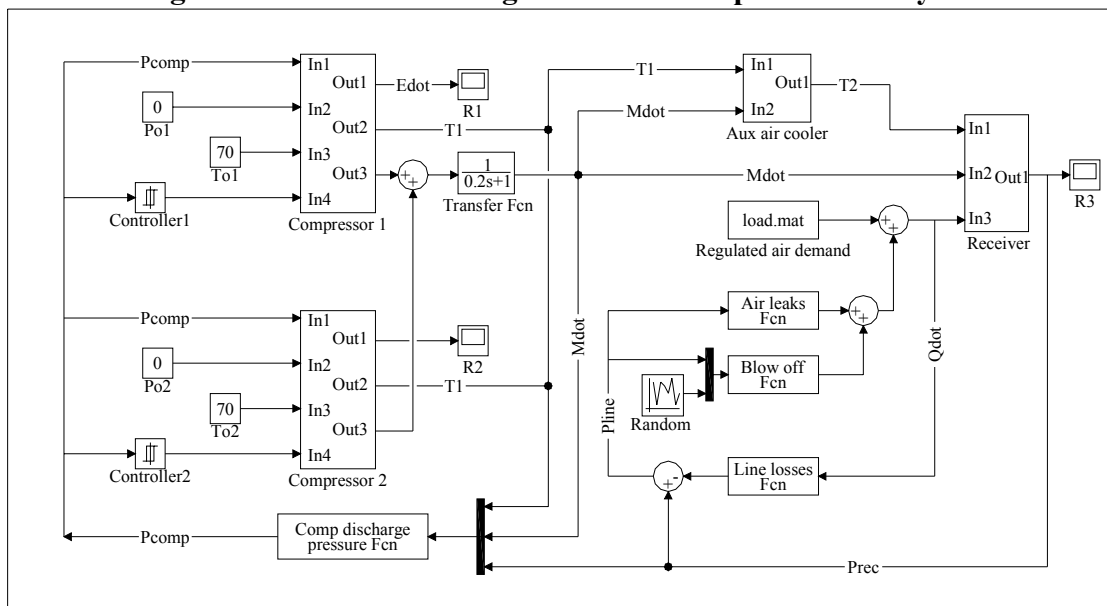 Pcomp
In1
Out1
Edot
R1
0
Po1
In2
Out2
T1
70
To1
In3
Out3
+
+
1
0.2s+1
Transfer Fcn
Controller1
In4
Compressor 1
T1
In1
Out1
T2
Mdot
In2
Aux air cooler
In1
Mdot
In2
Out1
R3
In3
Receiver
load.mat
Regulated air demand
+
+
Air leaks
Fcn
+
+
Blow off
Fcn
Random
Pline
Mdot
Qdot
Line losses
Fcn
+
-
Prec
Pcomp
In1
Out1
R2
0
Po2
In2
Out2
T1
70
To2
In3
Out3
Controller2
In4
Compressor 2
Pcomp
Comp discharge
pressure Fcn